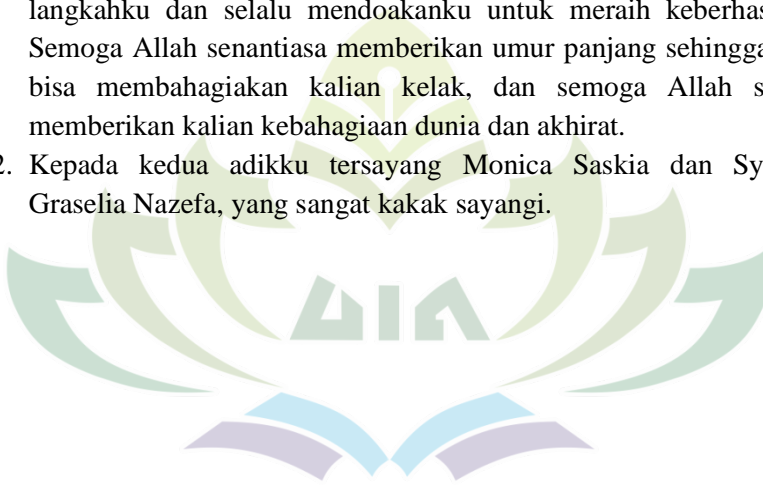 langkahku dan selalu mendoakanku untuk meraih
Semoga Allah senantiasa memberikan umur panjang
bisa membahagiakan kalian kelak, dan semoga Allah
memberikan kalian kebahagiaan dunia dan akhirat.
2. Kepada kedua adikku tersayang Monica Saskia dan
Graselia Nazefa, yang sangat kakak sayangi.
UIN